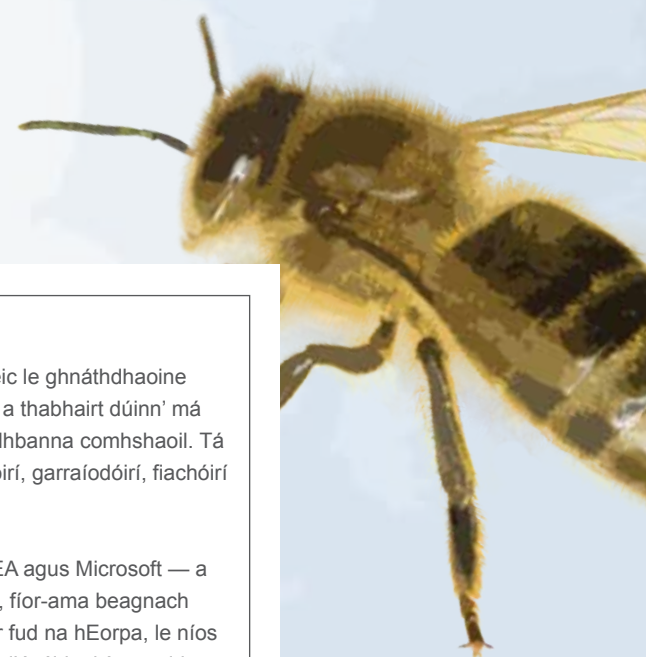 ic le ghnáthdhaoine
a thabhairt dúinn’ má
dhbanna comhshaoil. Tá
irí, garraíodóirí, fiachóirí
EA agus Microsoft — a
, fíor-ama beagnach
r fud na hEorpa, le níos